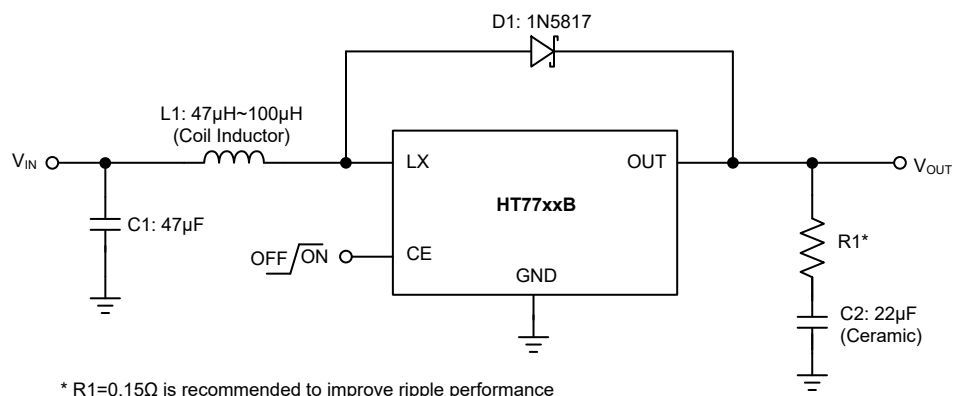 D1: 1N5817
L1: 47µH~100µH
(Coil Inductor)
VIN
LX
OUT
VOUT
HT77xxB
C1: 47µF
R1*
OFF/ON
CE
GND
C2: 22µF
(Ceramic)
* R1=0.15Ω is recommended to improve ripple performance